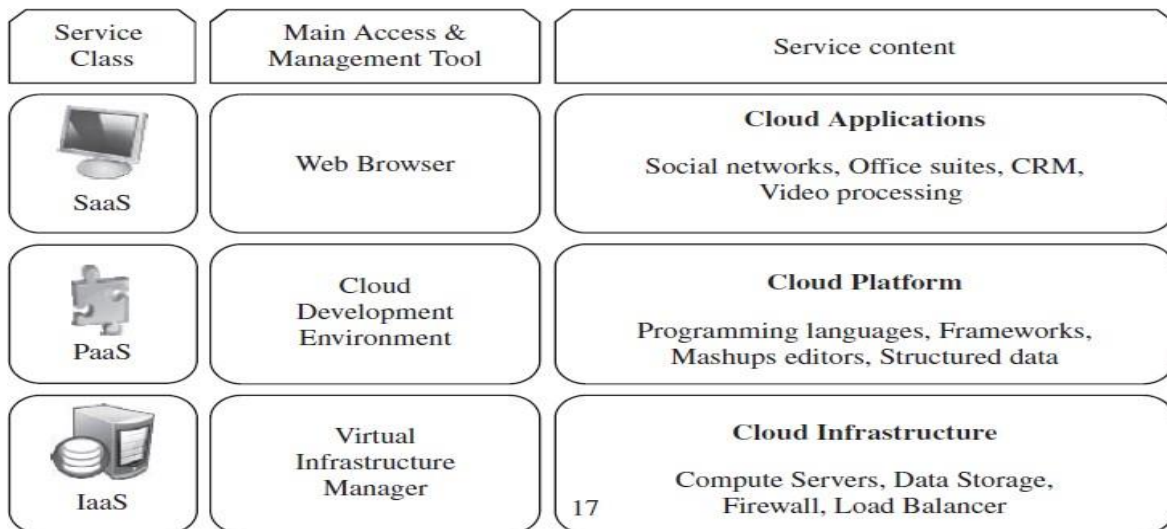 Service
Class
Main Access &
Management Tool
Service content
SaaS
Web Browser
Cloud Applications
Social networks, Office suites, CRM,
Video processing
PaaS
Cloud
Development
Environment
Cloud Platform
Programming languages, Frameworks,
Mashups editors, Structured data
IaaS
Virtual
Infrastructure
Manager
17
Cloud Infrastructure
Compute Servers, Data Storage,
Firewall, Load Balancer